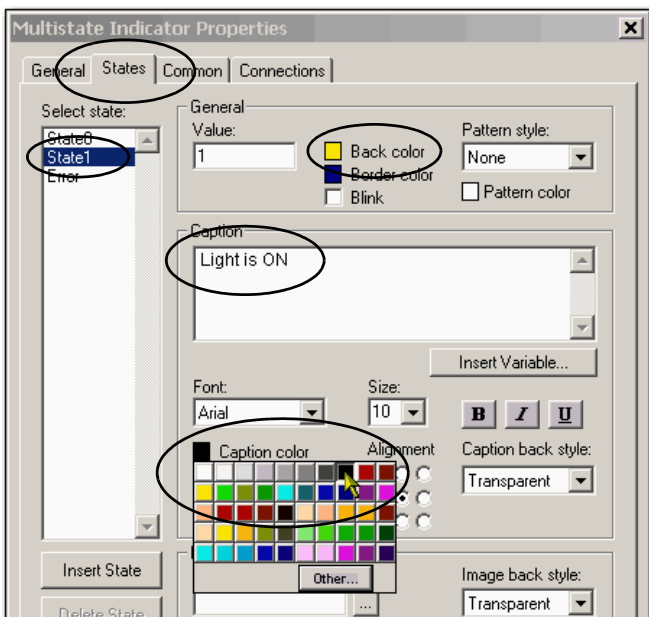 Multistate Indicator Properties
General States Common Connections
Select state:
State0
State1
Error
General
Value:
1
Back color
Border color
Blink
Pattern style:
None
Pattern color
Caption
Light is ON
Insert Variable...
Font:
Arial
Size:
10
B I U
Caption color
Alignment
Caption back style:
Transparent
Other...
Insert State
Delete State
...
Image back style:
Transparent